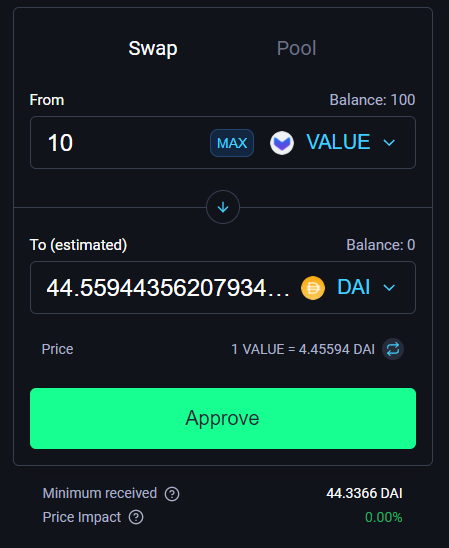 Swap Pool
From Balance: 100
10 MAX VALUE
To (estimated) Balance: 0
44.55944356207934... DAI
Price 1 VALUE = 4.45594 DAI
Approve
Minimum received ? 44.3366 DAI
Price Impact ? 0.00%